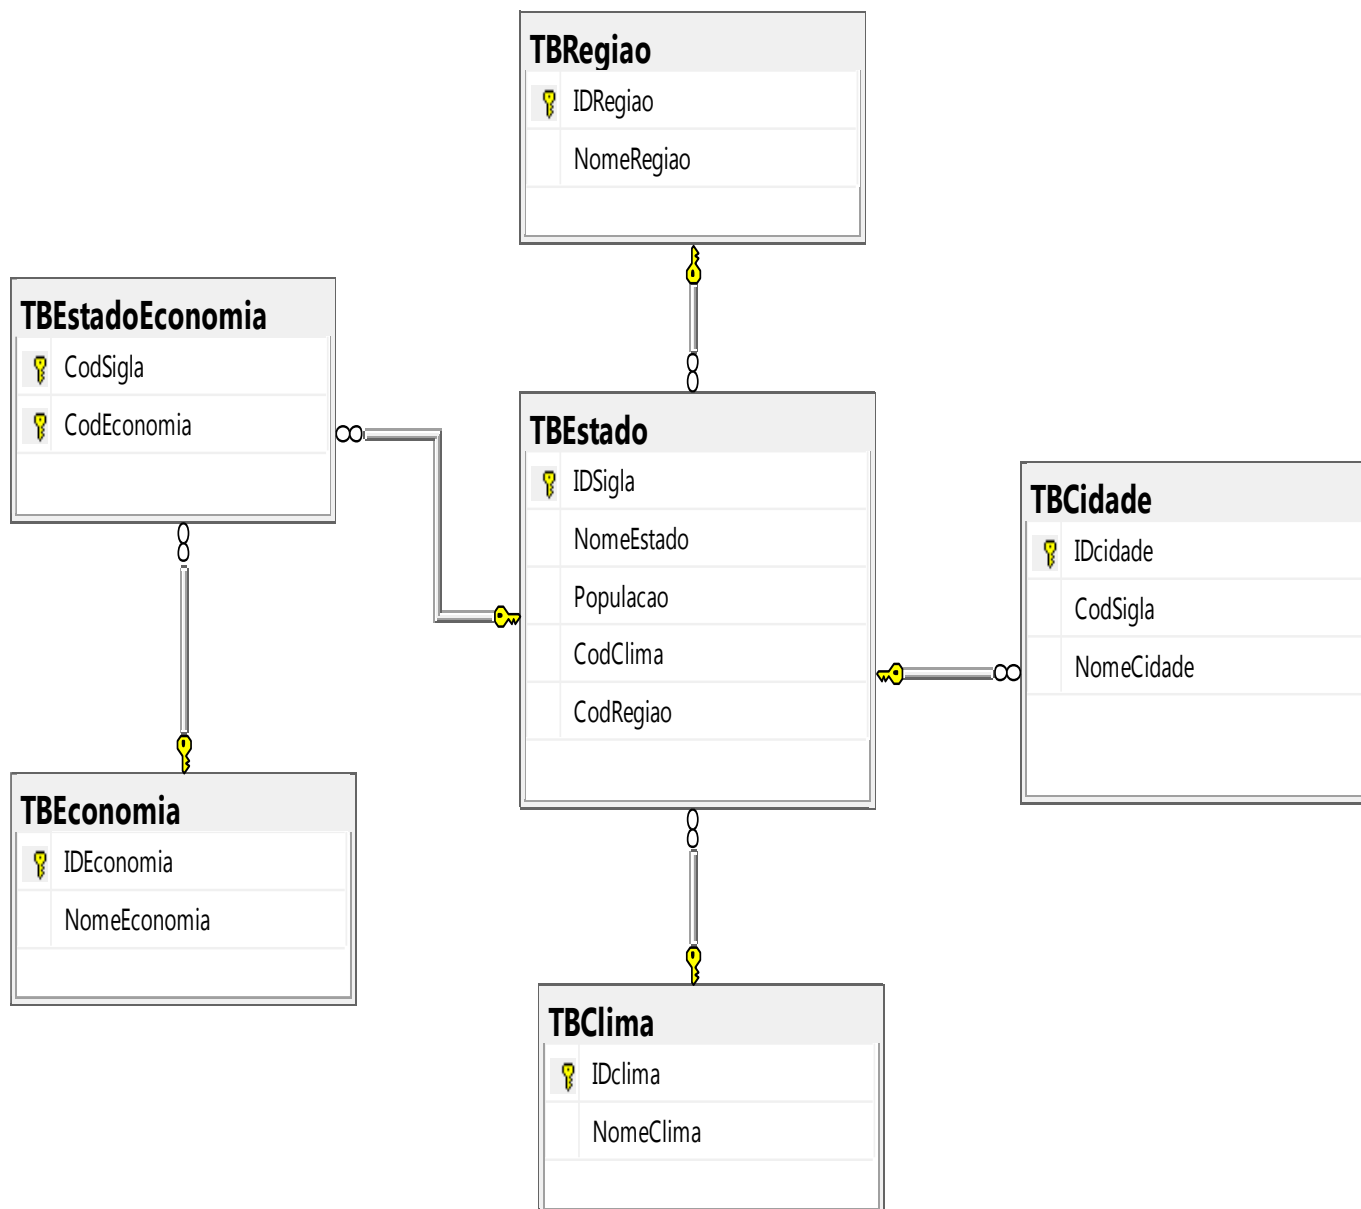 TBRegiao
IDRegiao
NomeRegiao
TBEstadoEconomia
CodSigla
CodEconomia
TBEstado
IDSigla
NomeEstado
Populacao
CodClima
CodRegiao
TBCidade
IDcidade
CodSigla
NomeCidade
TBEconomia
IDEconomia
NomeEconomia
TBClima
IDclima
NomeClima